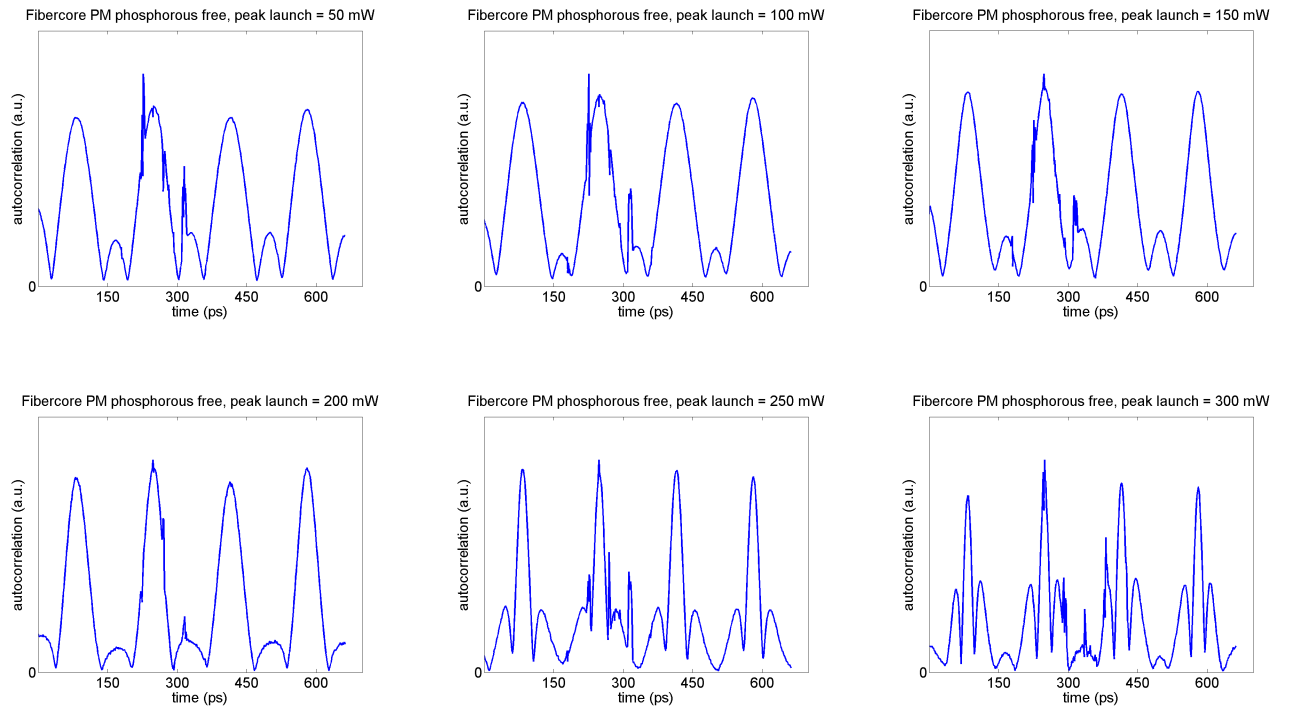 Fibercore PM phosphorous free, peak launch = 50 mW
autocorrelation (a.u.)
0
150 300 450 600
time (ps)
Fibercore PM phosphorous free, peak launch = 100 mW
autocorrelation (a.u.)
0
150 300 450 600
time (ps)
Fibercore PM phosphorous free, peak launch = 150 mW
autocorrelation (a.u.)
0
150 300 450 600
time (ps)
Fibercore PM phosphorous free, peak launch = 200 mW
autocorrelation (a.u.)
0
150 300 450 600
time (ps)
Fibercore PM phosphorous free, peak launch = 250 mW
autocorrelation (a.u.)
0
150 300 450 600
time (ps)
Fibercore PM phosphorous free, peak launch = 300 mW
autocorrelation (a.u.)
0
150 300 450 600
time (ps)